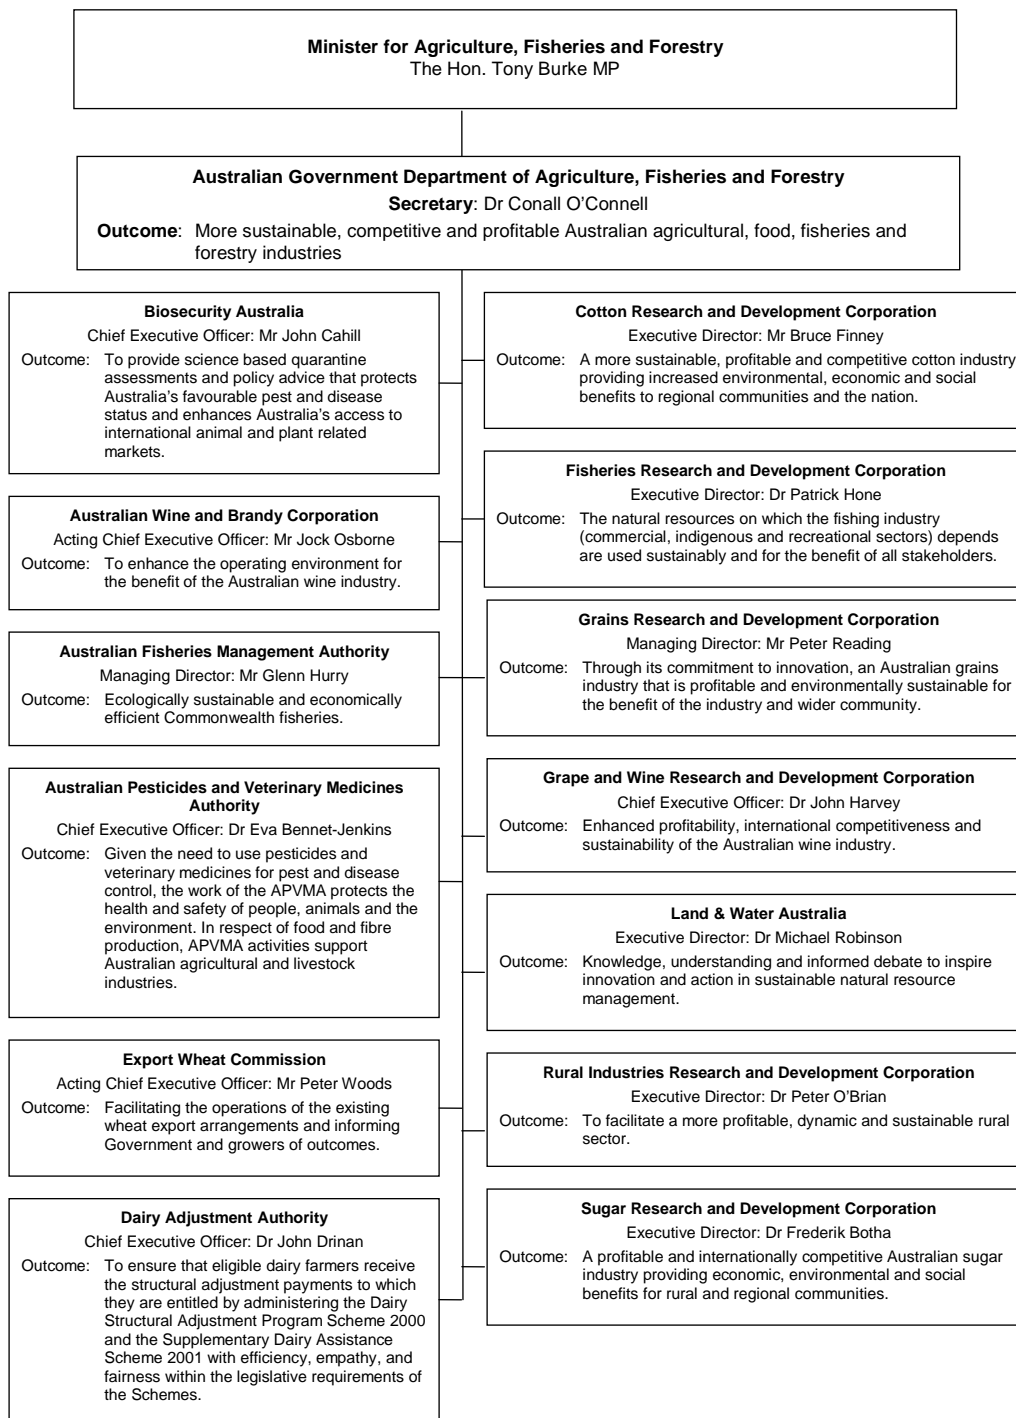 Minister for Agriculture, Fisheries and Forestry
The Hon. Tony Burke MP
Australian Government Department of Agriculture, Fisheries and Forestry
Secretary: Dr Conall O’Connell
Outcome: More sustainable, competitive and profitable Australian agricultural, food, fisheries and
forestry industries
Biosecurity Australia
Chief Executive Officer: Mr John Cahill
Outcome: To provide science based quarantine
assessments and policy advice that protects
Australia’s favourable pest and disease
status and enhances Australia’s access to
international animal and plant related
markets.
Australian Wine and Brandy Corporation
Acting Chief Executive Officer: Mr Jock Osborne
Outcome: To enhance the operating environment for
the benefit of the Australian wine industry.
Australian Fisheries Management Authority
Managing Director: Mr Glenn Hurry
Outcome: Ecologically sustainable and economically
efficient Commonwealth fisheries.
Australian Pesticides and Veterinary Medicines
Authority
Chief Executive Officer: Dr Eva Bennet-Jenkins
Outcome: Given the need to use pesticides and
veterinary medicines for pest and disease
control, the work of the APVMA protects the
health and safety of people, animals and the
environment. In respect of food and fibre
production, APVMA activities support
Australian agricultural and livestock
industries.
Export Wheat Commission
Acting Chief Executive Officer: Mr Peter Woods
Outcome: Facilitating the operations of the existing
wheat export arrangements and informing
Government and growers of outcomes.
Dairy Adjustment Authority
Chief Executive Officer: Dr John Drinan
Outcome: To ensure that eligible dairy farmers receive
the structural adjustment payments to which
they are entitled by administering the Dairy
Structural Adjustment Program Scheme 2000
and the Supplementary Dairy Assistance
Scheme 2001 with efficiency, empathy, and
fairness within the legislative requirements of
the Schemes.
Cotton Research and Development Corporation
Executive Director: Mr Bruce Finney
Outcome: A more sustainable, profitable and competitive cotton industry
providing increased environmental, economic and social
benefits to regional communities and the nation.
Fisheries Research and Development Corporation
Executive Director: Dr Patrick Hone
Outcome: The natural resources on which the fishing industry
(commercial, indigenous and recreational sectors) depends
are used sustainably and for the benefit of all stakeholders.
Grains Research and Development Corporation
Managing Director: Mr Peter Reading
Outcome: Through its commitment to innovation, an Australian grains
industry that is profitable and environmentally sustainable for
the benefit of the industry and wider community.
Grape and Wine Research and Development Corporation
Chief Executive Officer: Dr John Harvey
Outcome: Enhanced profitability, international competitiveness and
sustainability of the Australian wine industry.
Land & Water Australia
Executive Director: Dr Michael Robinson
Outcome: Knowledge, understanding and informed debate to inspire
innovation and action in sustainable natural resource
management.
Rural Industries Research and Development Corporation
Executive Director: Dr Peter O’Brian
Outcome: To facilitate a more profitable, dynamic and sustainable rural
sector.
Sugar Research and Development Corporation
Executive Director: Dr Frederik Botha
Outcome: A profitable and internationally competitive Australian sugar
industry providing economic, environmental and social
benefits for rural and regional communities.